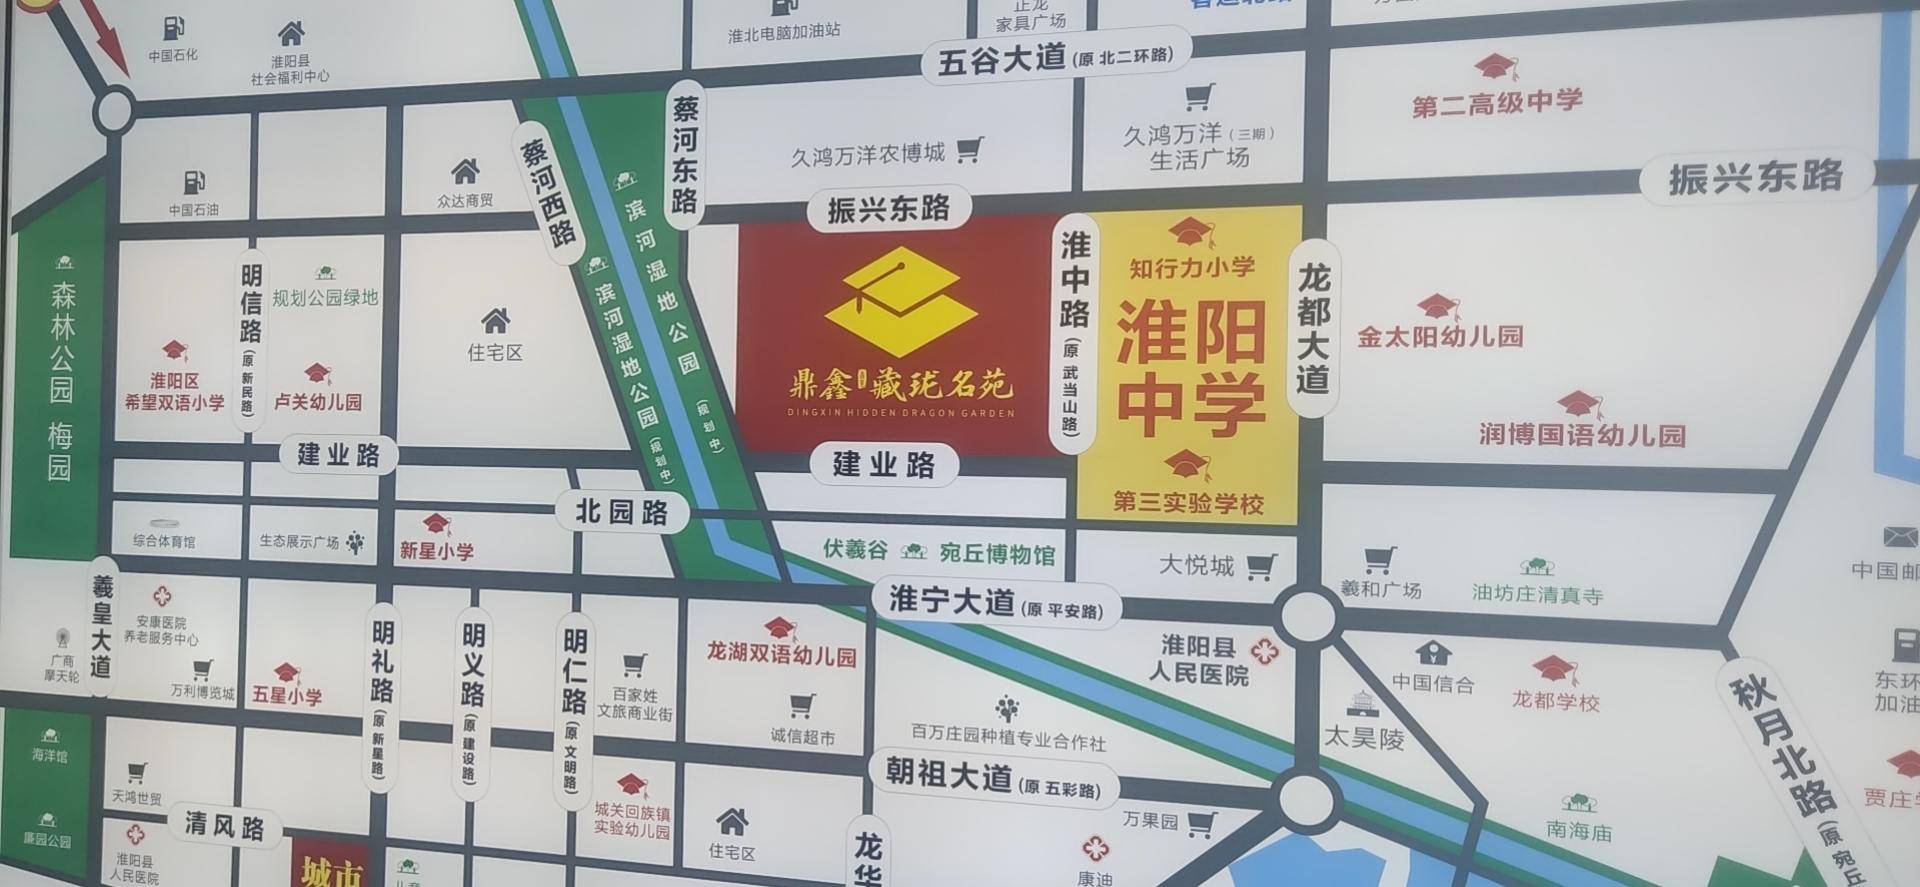 中国石化
淮阳县
社会福利中心
淮北电脑加油站
正龙
家具广场
五谷大道(原 北二环路)
第二高级中学
久鸿万洋农博城
久鸿万洋(三期)
生活广场
蔡河东路
蔡河西路
中国石油
众达商贸
振兴东路
振兴东路
滨河湿地公园(规划中)
滨河湿地公园(规划中)
森林公园 梅园
明信路(原 新民路)
规划公园绿地
住宅区
淮阳区
希望双语小学
卢关幼儿园
鼎鑫 藏珑名苑
DINGXIN HIDDEN DRAGON GARDEN
淮中路(原 武当山路)
知行力小学
淮阳
中学
第三实验学校
龙都大道
金太阳幼儿园
润博国语幼儿园
建业路
建业路
北园路
综合体育馆
生态展示广场
新星小学
伏羲谷
宛丘博物馆
大悦城
羲和广场
油坊庄清真寺
羲皇大道
安康医院
养老服务中心
广商
摩天轮
万利博览城
五星小学
明礼路(原 新星路)
明义路(原 建设路)
明仁路(原 文明路)
百家姓
文旅商业街
龙湖双语幼儿园
诚信超市
淮宁大道(原 平安路)
淮阳县
人民医院
百万庄园种植专业合作社
中国信合
龙都学校
太昊陵
秋月北路(原 宛丘
东环
加油
中国邮
海洋馆
廉园公园
天鸿世贸
清风路
淮阳县
人民医院
城市
城关回族镇
实验幼儿园
住宅区
朝祖大道(原 五彩路)
龙华
万果园
康迪
南海庙
贾庄